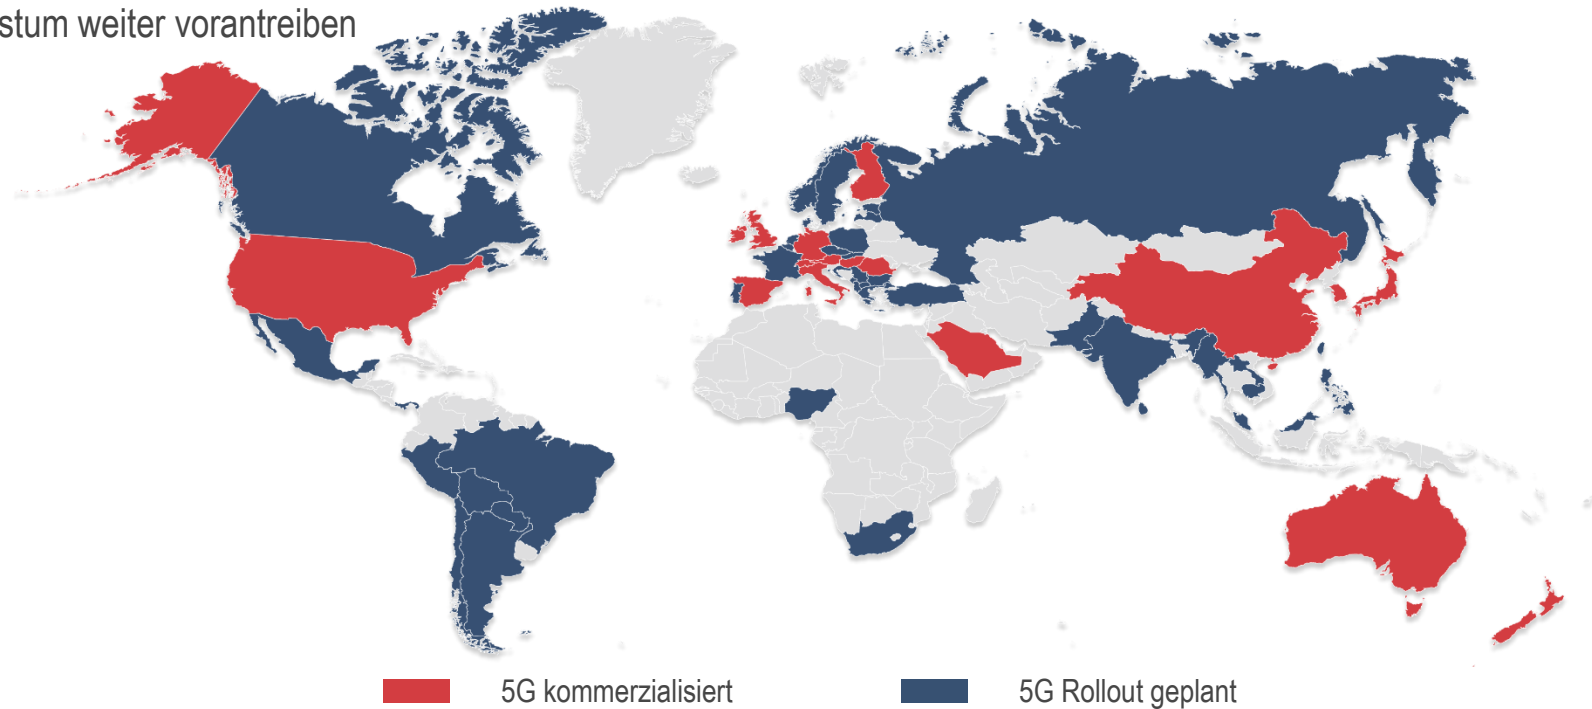 stum weiter vorantreiben
5G kommerzialisiert
5G Rollout geplant